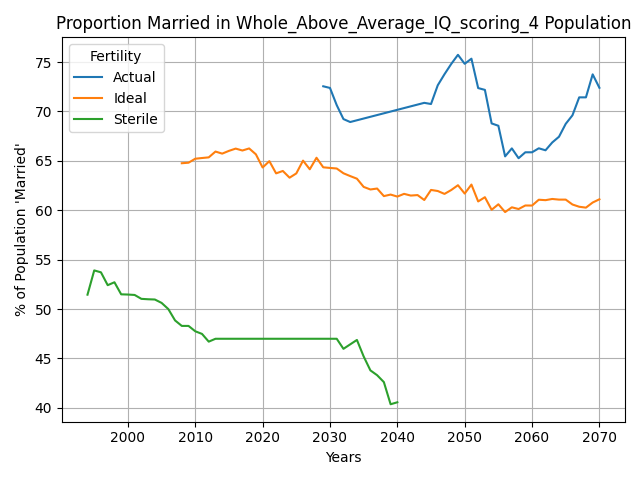 Proportion Married in Whole_Above_Average_IQ_scoring_4 Population
Fertility
Actual
Ideal
Sterile
% of Population 'Married'
75
70
65
60
55
50
45
40
2000
2010
2020
2030
2040
2050
2060
2070
Years